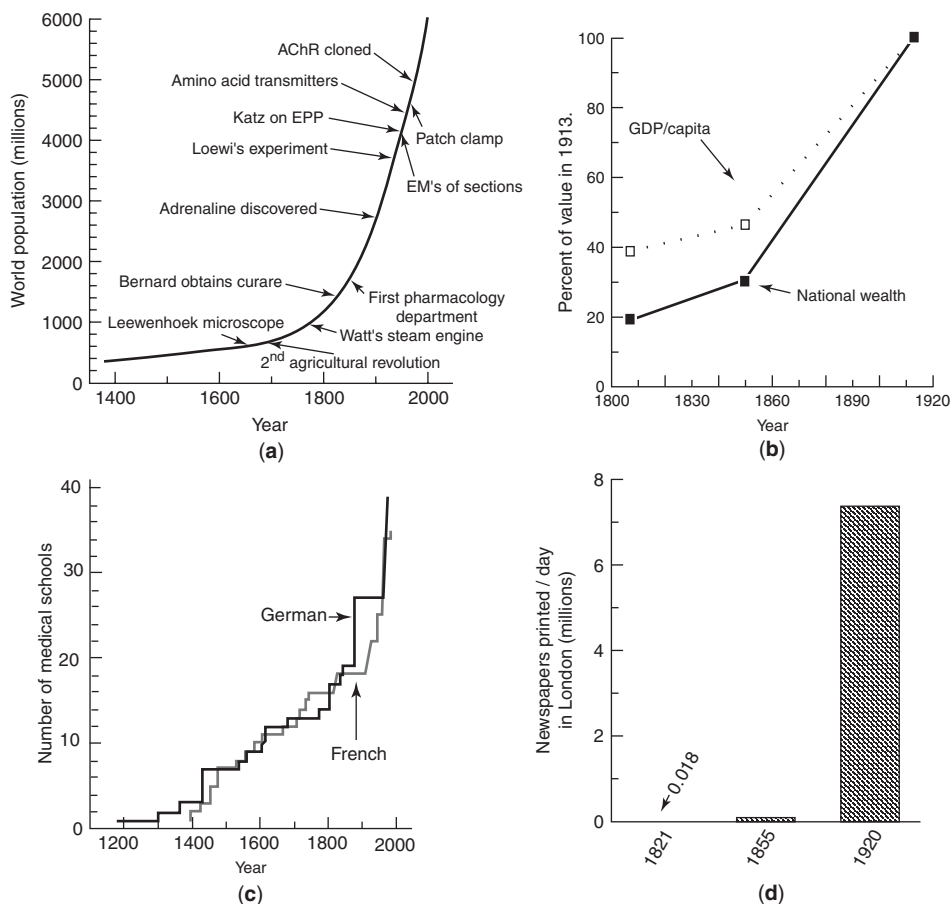 6000
5000
4000
3000
2000
1000
0
World population (millions)
AChR cloned
Amino acid transmitters
Katz on EPP
Patch clamp
Loewi's experiment
EM's of sections
Adrenaline discovered
Bernard obtains curare
First pharmacology
department
Leewenhoek microscope
Watt's steam engine
2nd agricultural revolution
1400 1600 1800 2000
Year
(a)
100
80
60
40
20
0
Percent of value in 1913.
GDP/capita
National wealth
1800 1830 1860 1890 1920
Year
(b)
40
30
20
10
0
Number of medical schools
German
French
1200 1400 1600 1800 2000
Year
(c)
8
6
4
2
0
Newspapers printed / day
in London (millions)
0.018
1821 1855 1920
(d)